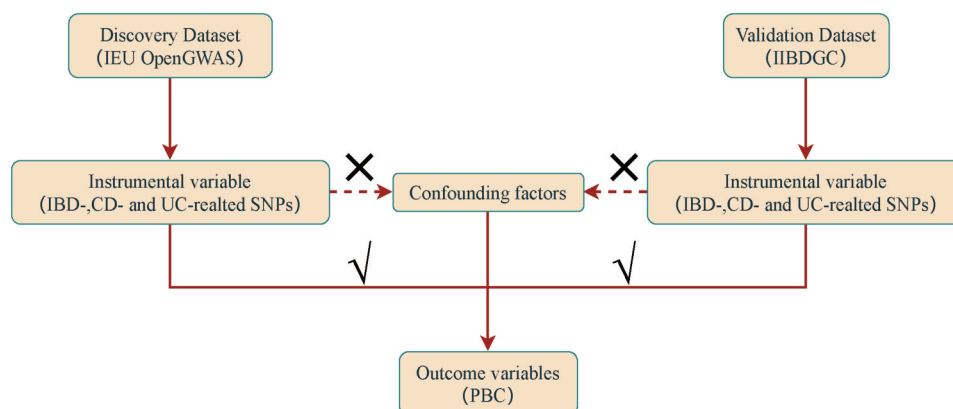 Discovery Dataset
(IEU OpenGWAS)
Validation Dataset
(IIBDGC)
Instrumental variable
(IBD-,CD- and UC-realted SNPs)
Confounding factors
Instrumental variable
(IBD-,CD- and UC-realted SNPs)
Outcome variables
(PBC)